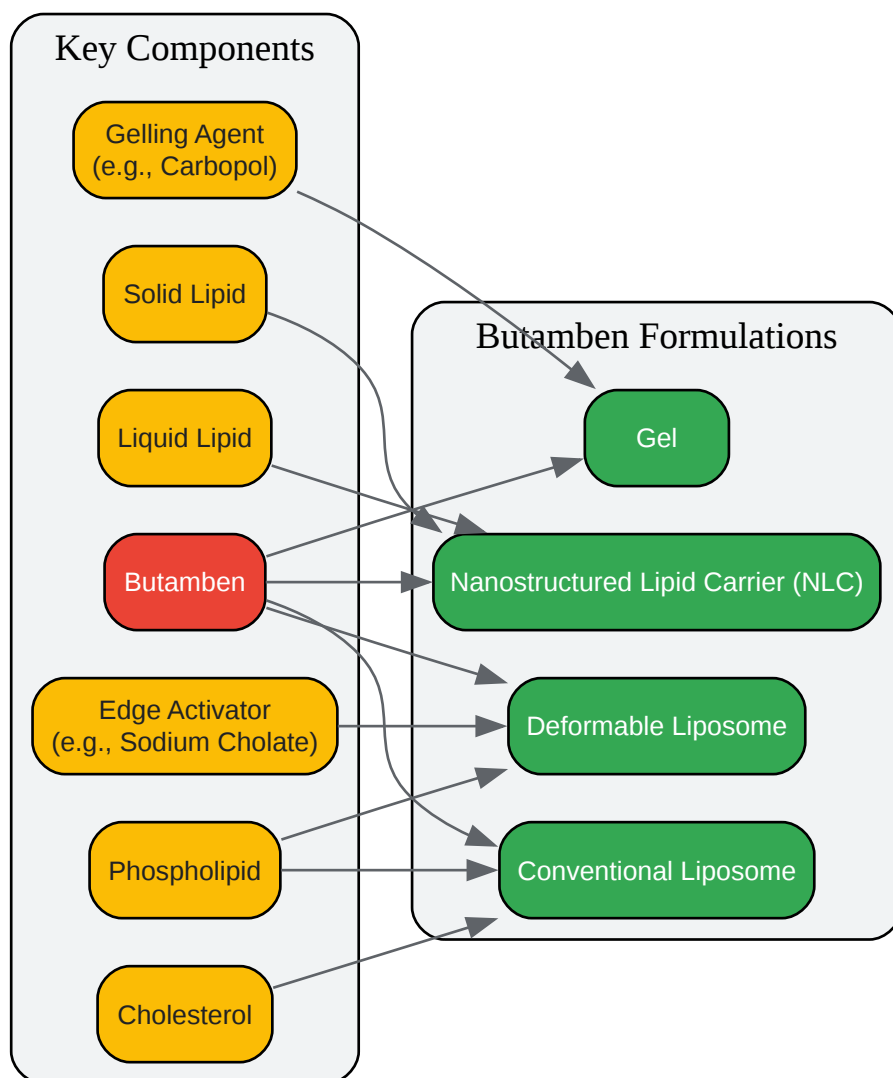 Key Components
Gelling Agent
(e.g., Carbopol)
Solid Lipid
Liquid Lipid
Butamben
Edge Activator
(e.g., Sodium Cholate)
Phospholipid
Cholesterol
Butamben Formulations
Gel
Nanostructured Lipid Carrier (NLC)
Deformable Liposome
Conventional Liposome